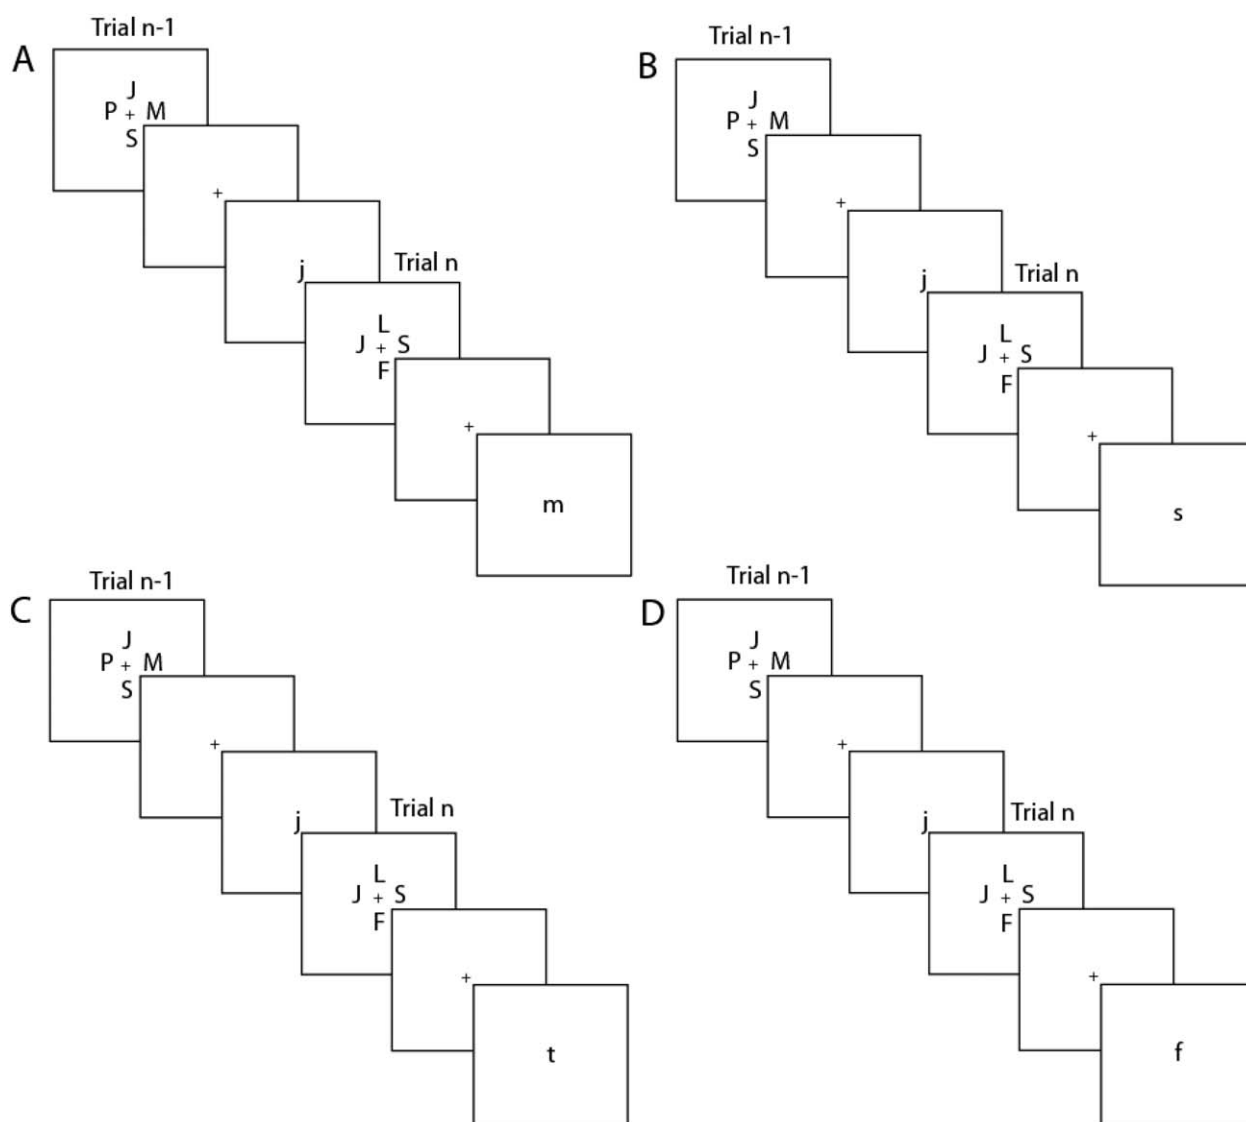 A
Trial n-1
J
P + M
S
+
j
Trial n
L
J + S
F
+
m
B
Trial n-1
J
P + M
S
+
j
Trial n
L
J + S
F
+
s
C
Trial n-1
J
P + M
S
+
j
Trial n
L
J + S
F
+
t
D
Trial n-1
J
P + M
S
+
j
Trial n
L
J + S
F
+
f